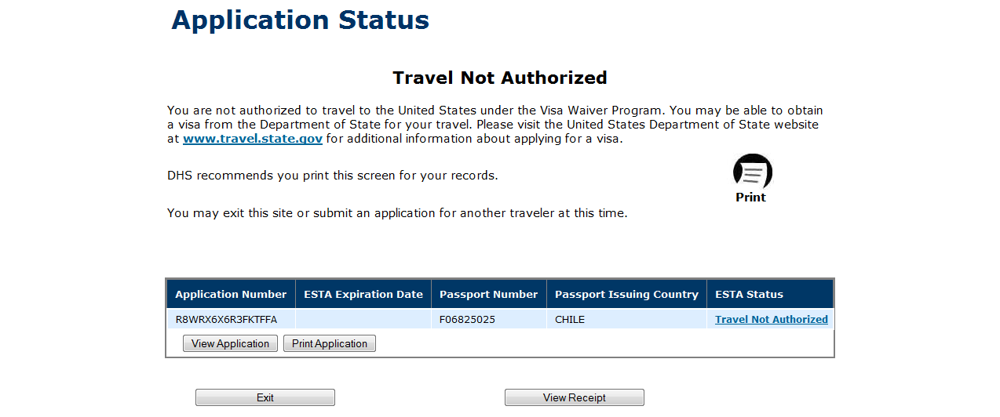 Application Status
Travel Not Authorized
You are not authorized to travel to the United States under the Visa Waiver Program. You may be able to obtain
a visa from the Department of State for your travel. Please visit the United States Department of State website
at www.travel.state.gov for additional information about applying for a visa.
DHS recommends you print this screen for your records.
Print
You may exit this site or submit an application for another traveler at this time.
Application Number ESTA Expiration Date Passport Number Passport Issuing Country ESTA Status
R8WRX6X6R3FKTFFA F06825025 CHILE Travel Not Authorized
View Application Print Application
Exit View Receipt